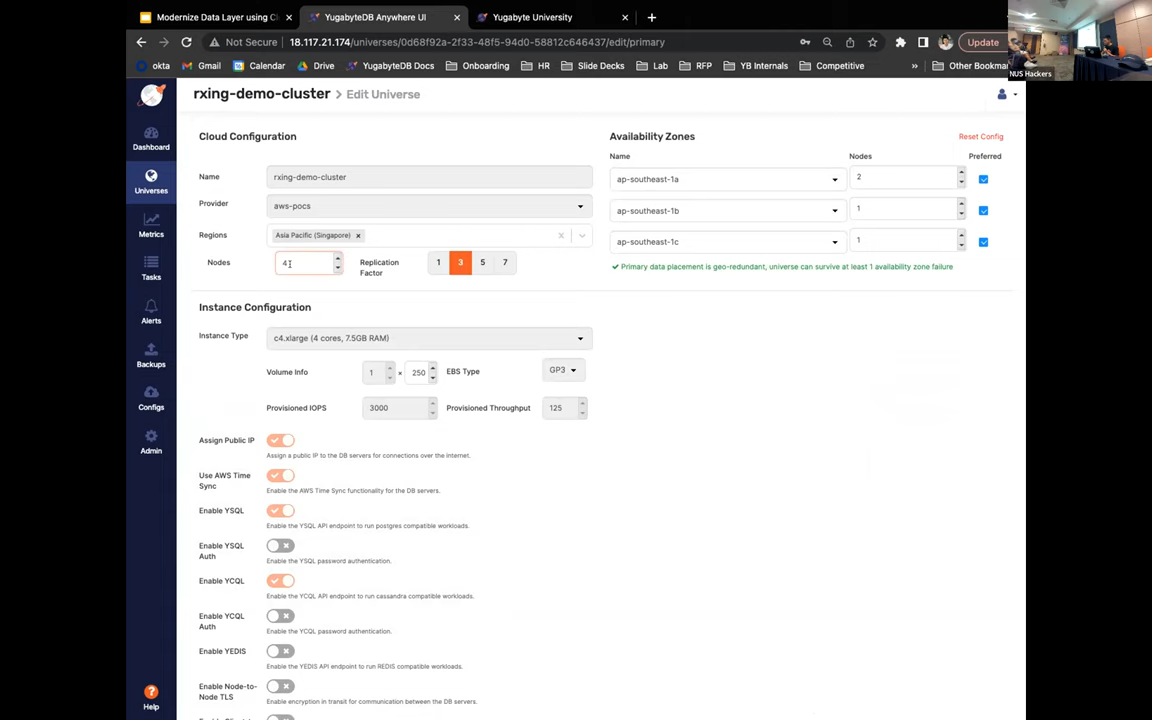 Modernize Data Layer using C
YugabyteDB Anywhere UI
Yugabyte University
Not Secure
18.117.21.174/universes/0d68f92a-2f33-48f5-94d0-58812c646437/edit/primary
Update
okta
Gmail
Calendar
Drive
YugabyteDB Docs
Onboarding
HR
Slide Decks
Lab
RFP
YB Internals
Competitive
»
Other Bookmar
NUS Hackers
rxing-demo-cluster | Edit Universe
Dashboard
Universes
Metrics
Tasks
Alerts
Backups
Configs
Admin
Help
Cloud Configuration
Name
rxing-demo-cluster
Provider
aws-pocs
Regions
Asia Pacific (Singapore)
Nodes
4
Replication
Factor
1 3 5 7
Availability Zones
Reset Config
Name Nodes Preferred
ap-southeast-1a 2
ap-southeast-1b 1
ap-southeast-1c 1
Primary data placement is geo-redundant, universe can survive at least 1 availability zone failure
Instance Configuration
Instance Type
c4.xlarge (4 cores, 7.5GB RAM)
Volume Info
1 × 250
EBS Type
GP3
Provisioned IOPS
3000
Provisioned Throughput
125
Assign Public IP
Assign a public IP to the DB servers for connections over the internet.
Use AWS Time
Sync
Enable the AWS Time Sync functionality for the DB servers.
Enable YSQL
Enable the YSQL API endpoint to run postgres compatible workloads.
Enable YSQL
Auth
Enable the YSQL password authentication.
Enable YCQL
Enable the YCQL API endpoint to run cassandra compatible workloads.
Enable YCQL
Auth
Enable the YCQL password authentication.
Enable YEDIS
Enable the YEDIS API endpoint to run REDIS compatible workloads.
Enable Node-to-
Node TLS
Enable encryption in transit for communication between the DB servers.